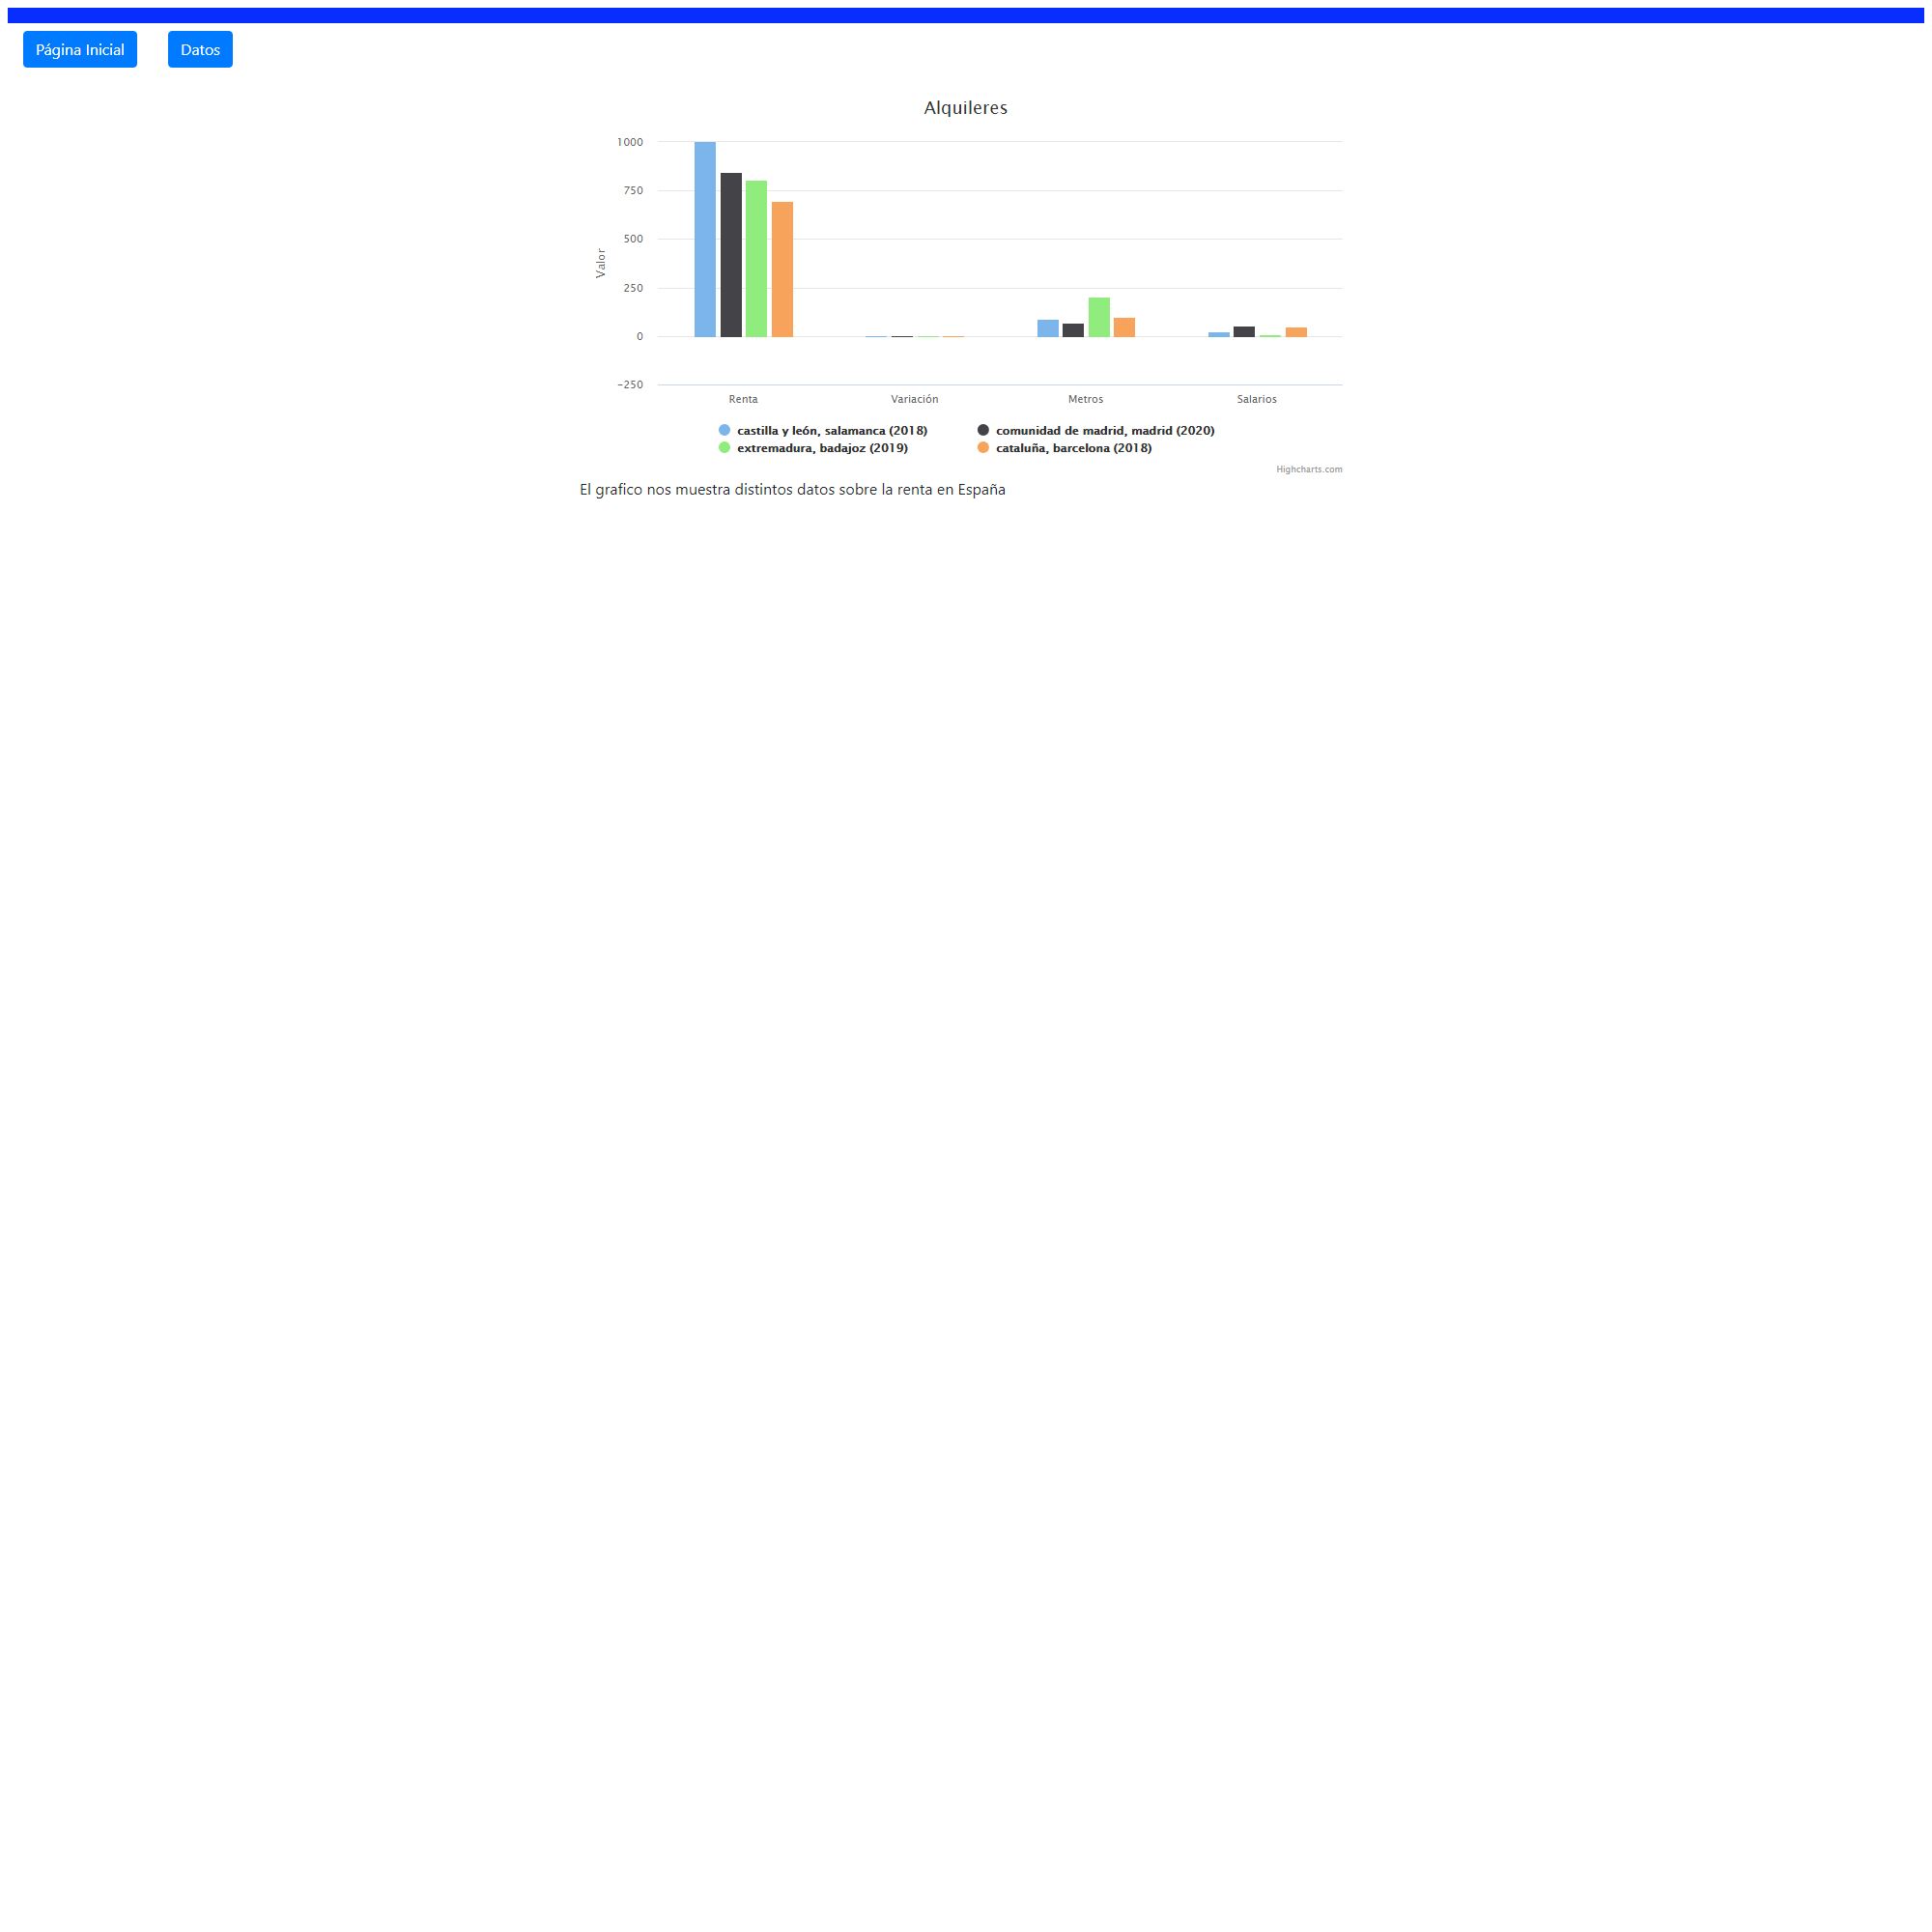 Página Inicial Datos
Alquileres
1000
750
500
250
0
-250
Valor
Renta Variación Metros Salarios
castilla y león, salamanca (2018) comunidad de madrid, madrid (2020)
extremadura, badajoz (2019) cataluña, barcelona (2018)
Highcharts.com
El grafico nos muestra distintos datos sobre la renta en España